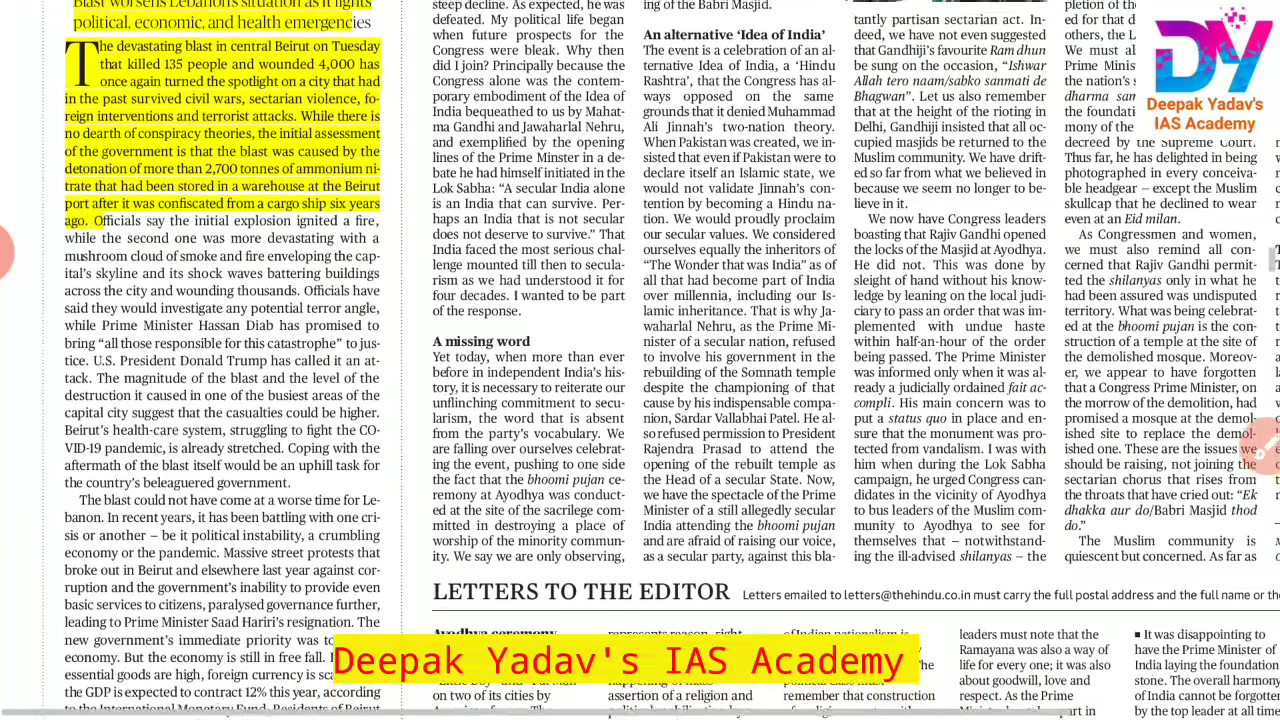 Blast worsens Lebanon's situation as it fights
political, economic, and health emergencies
The devastating blast in central Beirut on Tuesday
that killed 135 people and wounded 4,000 has
once again turned the spotlight on a city that had
in the past survived civil wars, sectarian violence, fo-
reign interventions and terrorist attacks. While there is
no dearth of conspiracy theories, the initial assessment
of the government is that the blast was caused by the
detonation of more than 2,700 tonnes of ammonium ni-
trate that had been stored in a warehouse at the Beirut
port after it was confiscated from a cargo ship six years
ago. Officials say the initial explosion ignited a fire,
while the second one was more devastating with a
mushroom cloud of smoke and fire enveloping the cap-
ital's skyline and its shock waves battering buildings
across the city and wounding thousands. Officials have
said they would investigate any potential terror angle,
while Prime Minister Hassan Diab has promised to
bring “all those responsible for this catastrophe” to jus-
tice. U.S. President Donald Trump has called it an at-
tack. The magnitude of the blast and the level of the
destruction it caused in one of the busiest areas of the
capital city suggest that the casualties could be higher.
Beirut's health-care system, struggling to fight the CO-
VID-19 pandemic, is already stretched. Coping with the
aftermath of the blast itself would be an uphill task for
the country's beleaguered government.
The blast could not have come at a worse time for Le-
banon. In recent years, it has been battling with one cri-
sis or another – be it political instability, a crumbling
economy or the pandemic. Massive street protests that
broke out in Beirut and elsewhere last year against cor-
ruption and the government's inability to provide even
basic services to citizens, paralysed governance further,
leading to Prime Minister Saad Hariri's resignation. The
new government's immediate priority was to
economy. But the economy is still in free fall.
essential goods are high, foreign currency is
the GDP is expected to contract 12% this year, according
to the International Monetary Fund. Residents of Beirut
steep decline. As expected, he was
defeated. My political life began
when future prospects for the
Congress were bleak. Why then
did I join? Principally because the
Congress alone was the contem-
porary embodiment of the Idea of
India bequeathed to us by Mahat-
ma Gandhi and Jawaharlal Nehru,
and exemplified by the opening
lines of the Prime Minster in a de-
bate he had himself initiated in the
Lok Sabha: “A secular India alone
is an India that can survive. Per-
haps an India that is not secular
does not deserve to survive.” That
India faced the most serious chal-
lenge mounted till then to secula-
rism as we had understood it for
four decades. I wanted to be part
of the response.
A missing word
Yet today, when more than ever
before in independent India's his-
tory, it is necessary to reiterate our
unflinching commitment to secu-
larism, the word that is absent
from the party's vocabulary. We
are falling over ourselves celebrat-
ing the event, pushing to one side
the fact that the bhoomi pujan ce-
remony at Ayodhya was conduct-
ed at the site of the sacrilege com-
mitted in destroying a place of
worship of the minority commun-
ity. We say we are only observing,
ing of the Babri Masjid.
An alternative ‘Idea of India’
The event is a celebration of an al-
ternative Idea of India, a ‘Hindu
Rashtra’, that the Congress has al-
ways opposed on the same
grounds that it denied Muhammad
Ali Jinnah's two-nation theory.
When Pakistan was created, we in-
sisted that even if Pakistan were to
declare itself an Islamic state, we
would not validate Jinnah's con-
tention by becoming a Hindu na-
tion. We would proudly proclaim
our secular values. We considered
ourselves equally the inheritors of
“The Wonder that was India” as of
all that had become part of India
over millennia, including our Is-
lamic inheritance. That is why Ja-
waharlal Nehru, as the Prime Mi-
nister of a secular nation, refused
to involve his government in the
rebuilding of the Somnath temple
despite the championing of that
cause by his indispensable compa-
nion, Sardar Vallabhai Patel. He al-
so refused permission to President
Rajendra Prasad to attend the
opening of the rebuilt temple as
the Head of a secular State. Now,
we have the spectacle of the Prime
Minister of a still allegedly secular
India attending the bhoomi pujan
and are afraid of raising our voice,
as a secular party, against this bla-
tantly partisan sectarian act. In-
deed, we have not even suggested
that Gandhiji's favourite Ram dhun
be sung on the occasion, “Ishwar
Allah tero naam/sabko sanmati de
Bhagwan”. Let us also remember
that at the height of the rioting in
Delhi, Gandhiji insisted that all oc-
cupied masjids be returned to the
Muslim community. We have drift-
ed so far from what we believed in
because we seem no longer to be-
lieve in it.
We now have Congress leaders
boasting that Rajiv Gandhi opened
the locks of the Masjid at Ayodhya.
He did not. This was done by
sleight of hand without his know-
ledge by leaning on the local judi-
ciary to pass an order that was im-
plemented with undue haste
within half-an-hour of the order
being passed. The Prime Minister
was informed only when it was al-
ready a judicially ordained fait ac-
compli. His main concern was to
put a status quo in place and en-
sure that the monument was pro-
tected from vandalism. I was with
him when during the Lok Sabha
campaign, he urged Congress can-
didates in the vicinity of Ayodhya
to bus leaders of the Muslim com-
munity to Ayodhya to see for
themselves that – notwithstand-
ing the ill-advised shilanyas – the
pletion of the
ed for that d
others, the L
We must al
Prime Minis
the nation's s
dharma san
the foundati
mony of the
decreed by the Supreme Court.
Thus far, he has delighted in being
photographed in every conceiva-
ble headgear – except the Muslim
skullcap that he declined to wear
even at an Eid milan.
As Congressmen and women,
we must also remind all con-
cerned that Rajiv Gandhi permit-
ted the shilanyas only in what he
had been assured was undisputed
territory. What was being celebrat-
ed at the bhoomi pujan is the con-
struction of a temple at the site of
the demolished mosque. Moreov-
er, we appear to have forgotten
that a Congress Prime Minister, on
the morrow of the demolition, had
promised a mosque at the demol-
ished site to replace the demol-
ished one. These are the issues we
should be raising, not joining the
sectarian chorus that rises from
the throats that have cried out: “Ek
dhakka aur do/Babri Masjid thod
do.”
The Muslim community is
quiescent but concerned. As far as
DY
Deepak Yadav's
IAS Academy
LETTERS TO THE EDITOR Letters emailed to letters@thehindu.co.in must carry the full postal address and the full name or the
Ayodhya ceremony
on two of its cities by
represents reason, right
assertion of a religion and
of Indian nationalism is
remember that construction
leaders must note that the
Ramayana was also a way of
life for every one; it was also
about goodwill, love and
respect. As the Prime
■ It was disappointing to
have the Prime Minister of
India laying the foundation
stone. The overall harmony
of India cannot be forgotten
by the top leader at all time
Deepak Yadav's IAS Academy